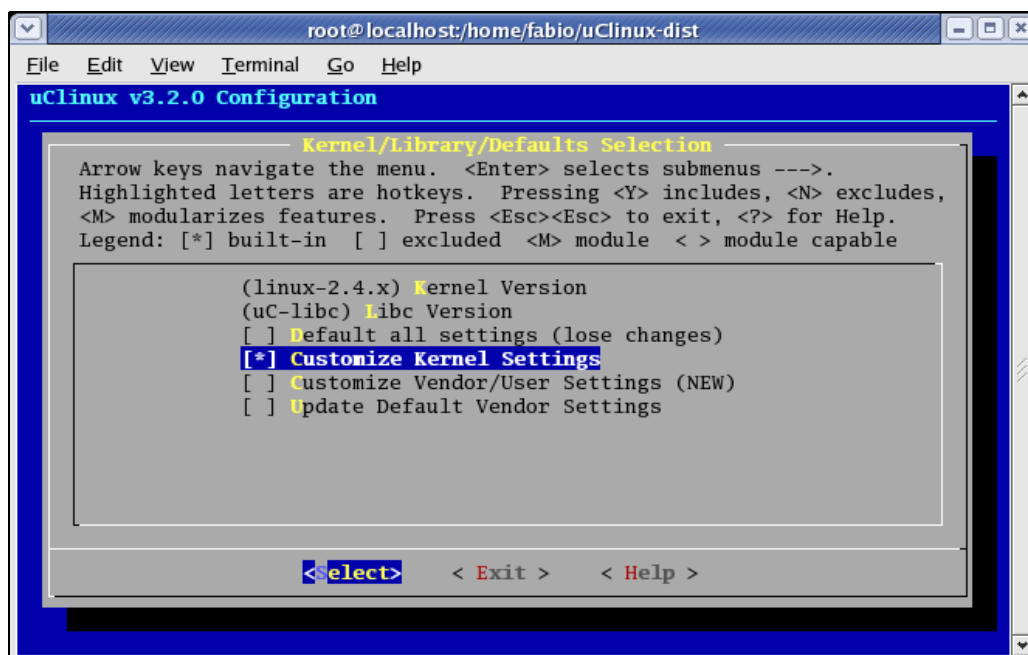 root@localhost:/home/fabio/uClinux-dist
File Edit View Terminal Go Help
uClinux v3.2.0 Configuration
Kernel/Library/Defaults Selection
Arrow keys navigate the menu. <Enter> selects submenus --->.
Highlighted letters are hotkeys. Pressing <Y> includes, <N> excludes,
<M> modularizes features. Press <Esc><Esc> to exit, <?> for Help.
Legend: [*] built-in [ ] excluded <M> module < > module capable
(linux-2.4.x) Kernel Version
(uC-libc) Libc Version
[ ] Default all settings (lose changes)
[*] Customize Kernel Settings
[ ] Customize Vendor/User Settings (NEW)
[ ] Update Default Vendor Settings
<Select> < Exit > < Help >